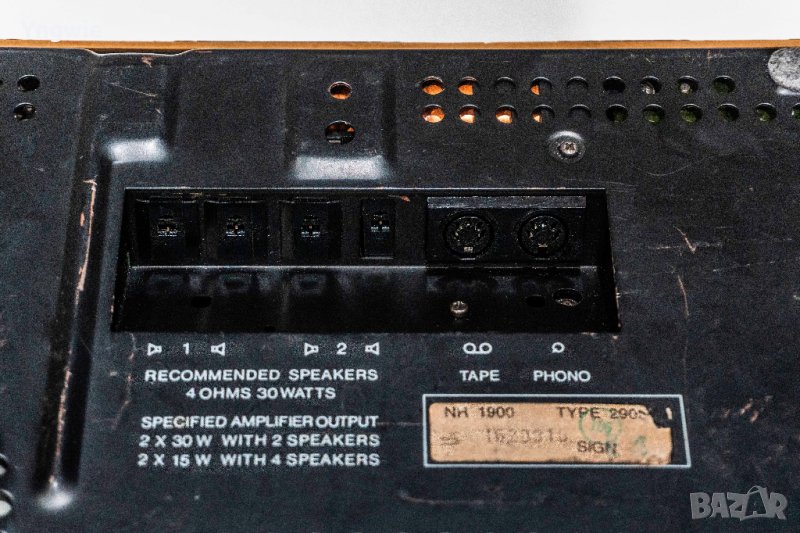 1 2
RECOMMENDED SPEAKERS
4 OHMS 30 WATTS
SPECIFIED AMPLIFIER OUTPUT
2 X 30 W WITH 2 SPEAKERS
2 X 15 W WITH 4 SPEAKERS
TAPE PHONO
NH 1900 TYPE
SIGN
BAZAR